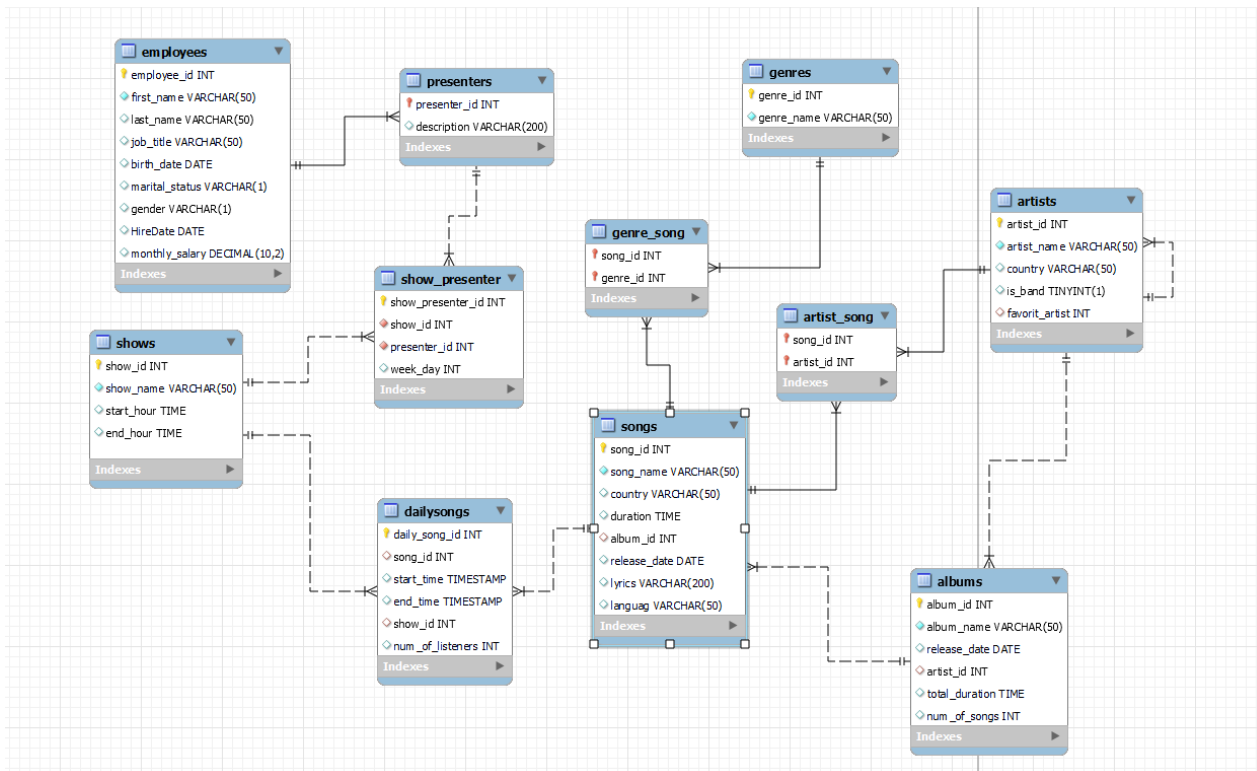 employees
employee_id INT
first_name VARCHAR(50)
last_name VARCHAR(50)
job_title VARCHAR(50)
birth_date DATE
marital_status VARCHAR(1)
gender VARCHAR(1)
HireDate DATE
monthly_salary DECIMAL(10,2)
Indexes
presenters
presenter_id INT
description VARCHAR(200)
Indexes
genres
genre_id INT
genre_name VARCHAR(50)
Indexes
artists
artist_id INT
artist_name VARCHAR(50)
country VARCHAR(50)
is_band TINYINT(1)
favorit_artist INT
Indexes
genre_song
song_id INT
genre_id INT
Indexes
show_presenter
show_presenter_id INT
show_id INT
presenter_id INT
week_day INT
Indexes
artist_song
song_id INT
artist_id INT
Indexes
shows
show_id INT
show_name VARCHAR(50)
start_hour TIME
end_hour TIME
Indexes
songs
song_id INT
song_name VARCHAR(50)
country VARCHAR(50)
duration TIME
album_id INT
release_date DATE
lyrics VARCHAR(200)
languag VARCHAR(50)
Indexes
dailysongs
daily_song_id INT
song_id INT
start_time TIMESTAMP
end_time TIMESTAMP
show_id INT
num_of_listeners INT
Indexes
albums
album_id INT
album_name VARCHAR(50)
release_date DATE
artist_id INT
total_duration TIME
num_of_songs INT
Indexes